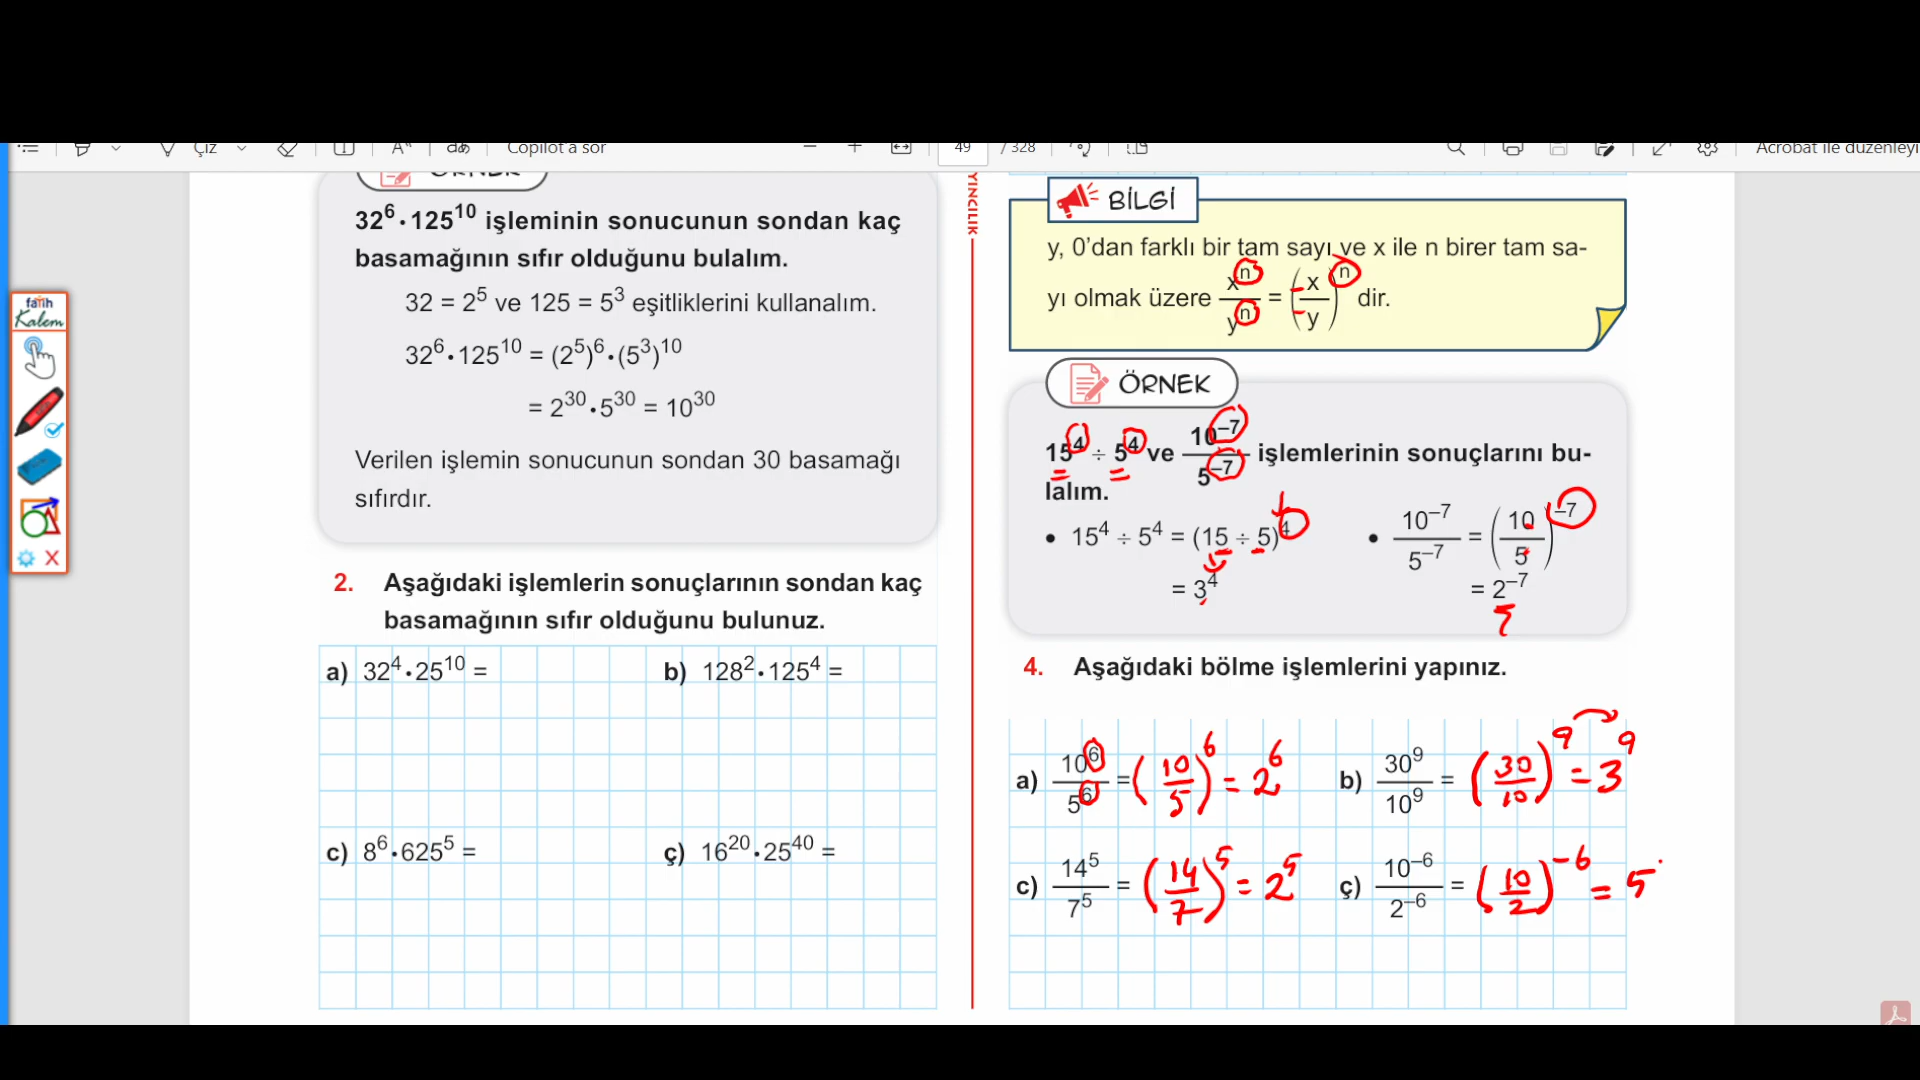 Çiz
Copilot'a sor
49 / 328
Acrobat ile düzenleyi
fatih
Kalem
ÖRNEK
32⁶·125¹⁰ işleminin sonucunun sondan kaç
basamağının sıfır olduğunu bulalım.
32 = 2⁵ ve 125 = 5³ eşitliklerini kullanalım.
32⁶·125¹⁰ = (2⁵)⁶·(5³)¹⁰
= 2³⁰·5³⁰ = 10³⁰
Verilen işlemin sonucunun sondan 30 basamağı
sıfırdır.
2. Aşağıdaki işlemlerin sonuçlarının sondan kaç
basamağının sıfır olduğunu bulunuz.
a) 32⁴·25¹⁰ =
b) 128²·125⁴ =
c) 8⁶·625⁵ =
ç) 16²⁰·25⁴⁰ =
YINCILIK
BİLGİ
y, 0'dan farklı bir tam sayı ve x ile n birer tam sa-
yı olmak üzere xⁿ/yⁿ = (x/y)ⁿ dir.
ÖRNEK
15⁴ ÷ 5⁴ ve 10⁻⁷/5⁻⁷ işlemlerinin sonuçlarını bu-
lalım.
• 15⁴ ÷ 5⁴ = (15 ÷ 5)⁴
= 3⁴
• 10⁻⁷/5⁻⁷ = (10/5)⁻⁷
= 2⁻⁷
4. Aşağıdaki bölme işlemlerini yapınız.
a) 10⁶/5⁶ = (10/5)⁶ = 2⁶
b) 30⁹/10⁹ = (30/10)⁹ = 3⁹
c) 14⁵/7⁵ = (14/7)⁵ = 2⁵
ç) 10⁻⁶/2⁻⁶ = (10/2)⁻⁶ = 5